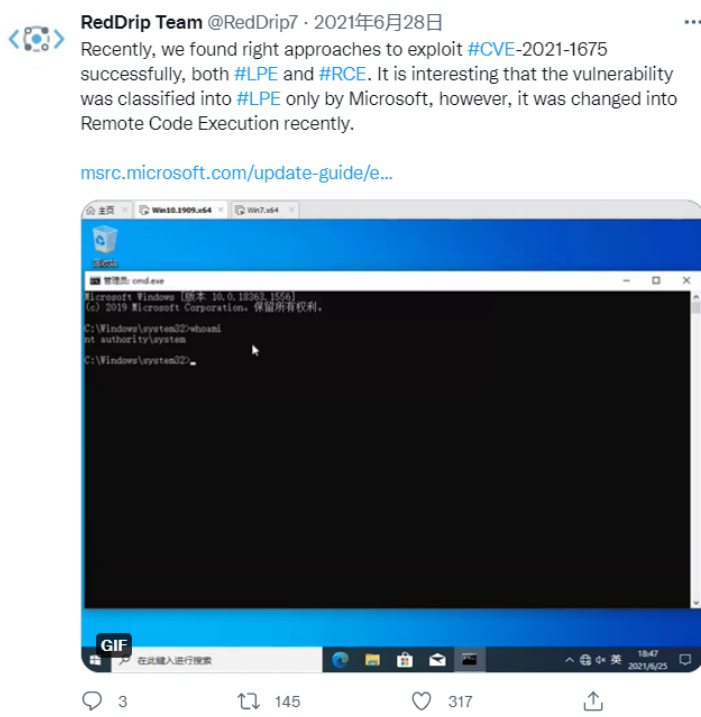 RedDrip Team @RedDrip7 · 2021年6月28日
Recently, we found right approaches to exploit #CVE-2021-1675
successfully, both #LPE and #RCE. It is interesting that the vulnerability
was classified into #LPE only by Microsoft, however, it was changed into
Remote Code Execution recently.
msrc.microsoft.com/update-guide/e...
主页 Win10.1909.x64 Win7.x64
管理员: cmd.exe
Microsoft Windows [版本 10.0.18363.1556]
(c) 2019 Microsoft Corporation。保留所有权利。
C:\Windows\system32>whoami
nt authority\system
C:\Windows\system32>
GIF
在此键入进行搜索
英 18:47
2021/6/25
3 145 317